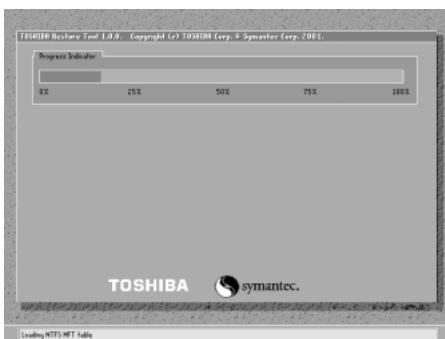 TOSHIBA Restore Tool 1.0.0. Copyright (c) TOSHIBA Corp. & Symantec Corp. 2001.
Progress Indicator
0% 25% 50% 75% 100%
TOSHIBA symantec.
Loading NTFS MFT table